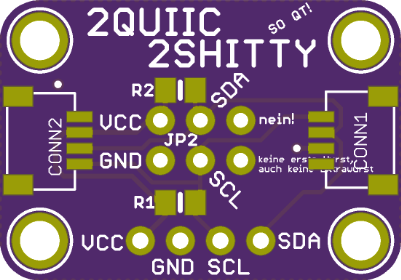 2QUIIC
SO QT!
2SHITTY
R2
SDA
VCC
nein!
CONN2
JP2
CONN1
GND
keine erste Wurst,
auch keine Extrawurst
SCL
R1
VCC
SDA
GND SCL